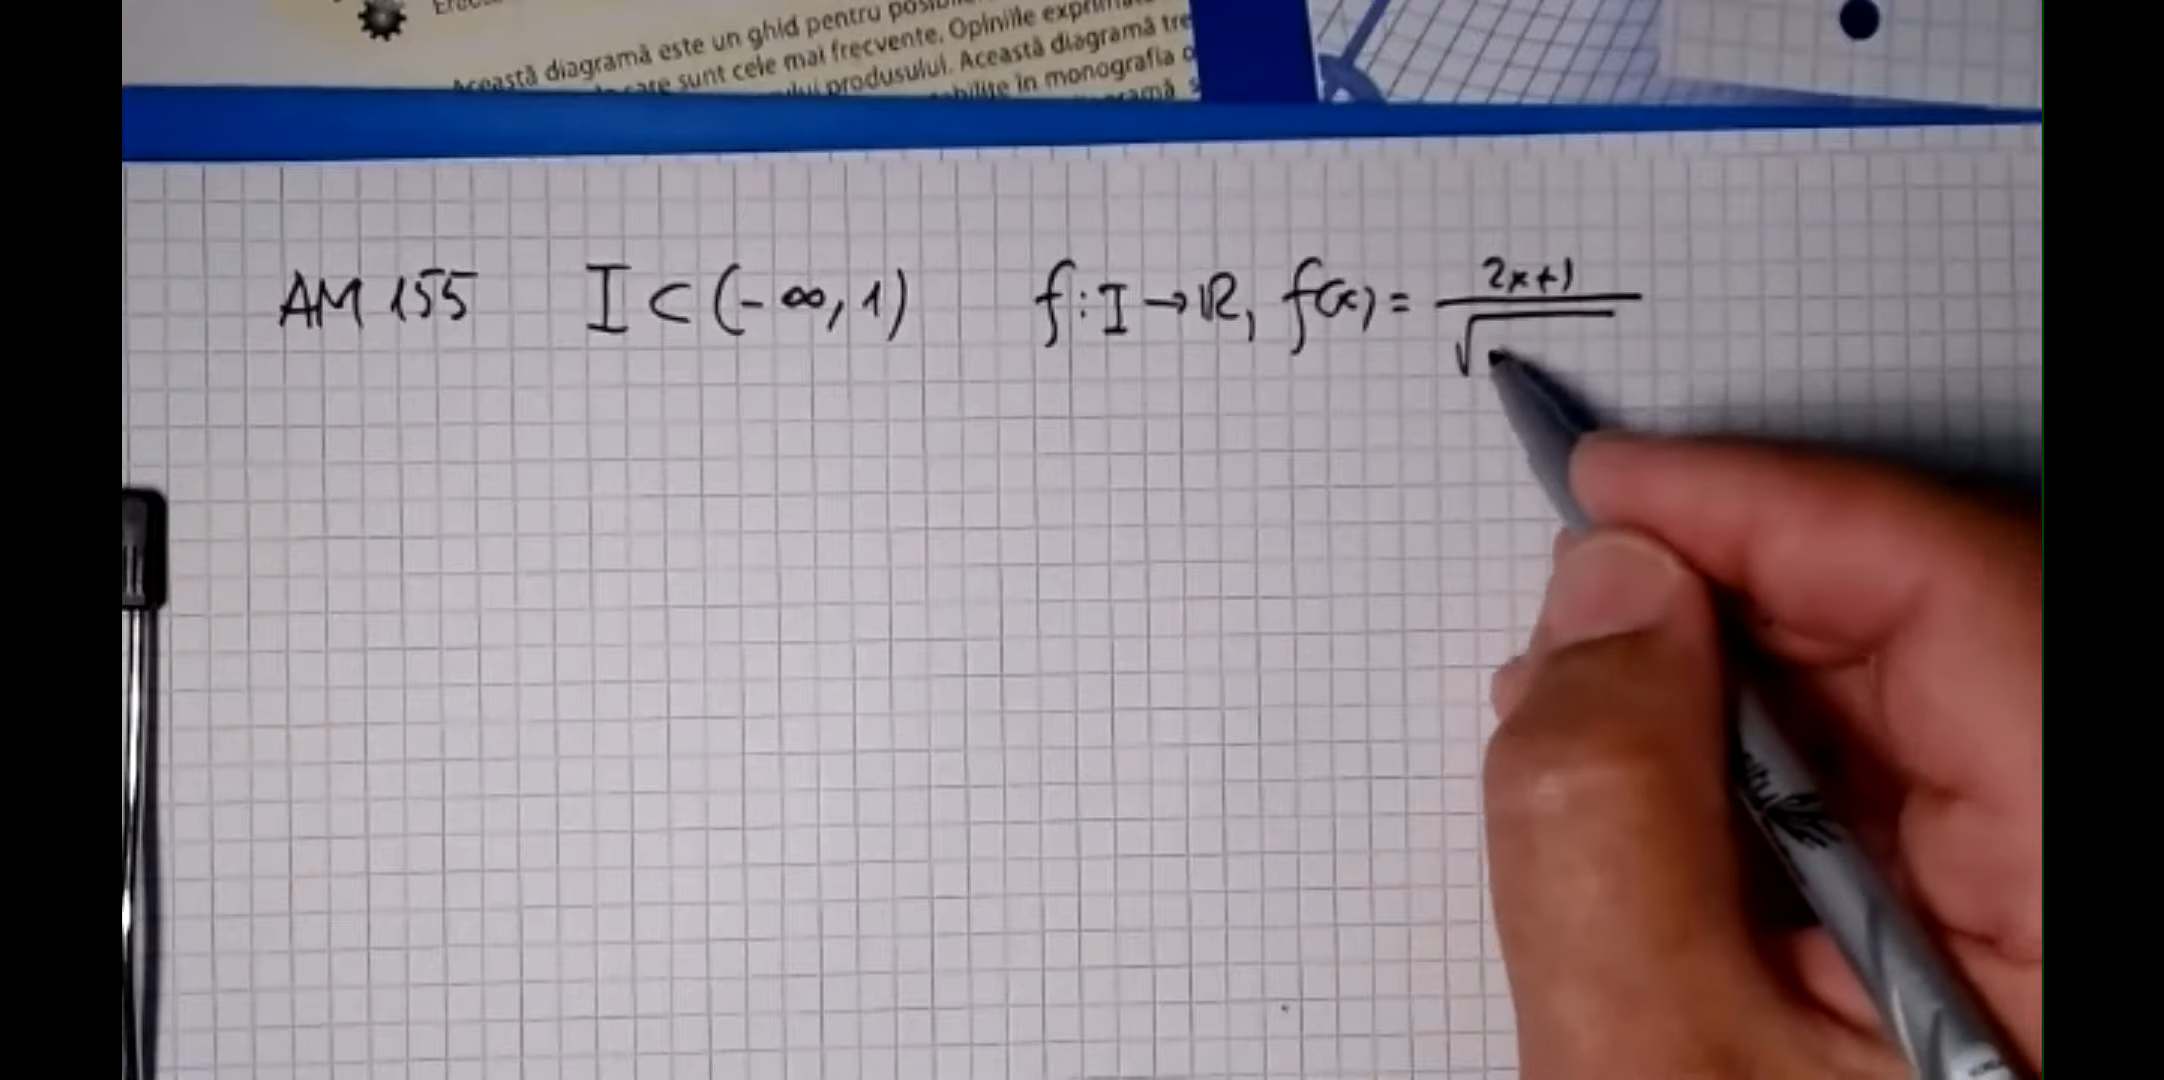 Această diagramă este un ghid pentru
care sunt cele mai frecvente. Opiniile
produsului. Această diagramă
în monografia
AM 155 I ⊂ (-∞, 1) f: I → ℝ, f(x) = (2x+1)/√